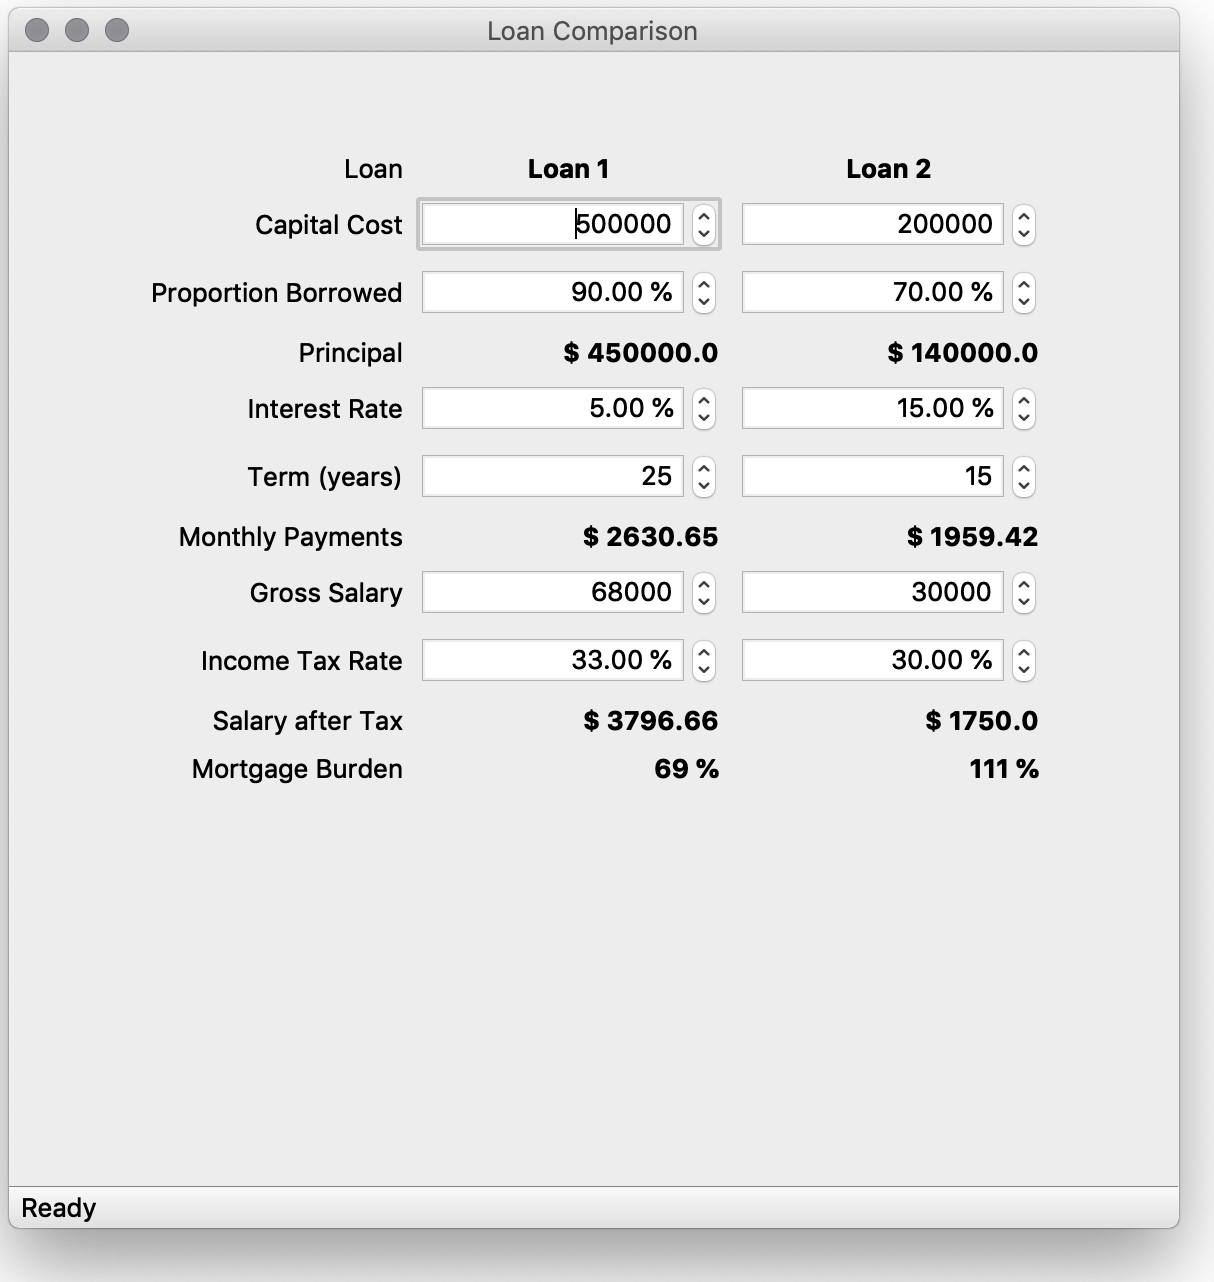 Loan Comparison
Loan Loan 1 Loan 2
Capital Cost 500000 200000
Proportion Borrowed 90.00 % 70.00 %
Principal $ 450000.0 $ 140000.0
Interest Rate 5.00 % 15.00 %
Term (years) 25 15
Monthly Payments $ 2630.65 $ 1959.42
Gross Salary 68000 30000
Income Tax Rate 33.00 % 30.00 %
Salary after Tax $ 3796.66 $ 1750.0
Mortgage Burden 69 % 111 %
Ready